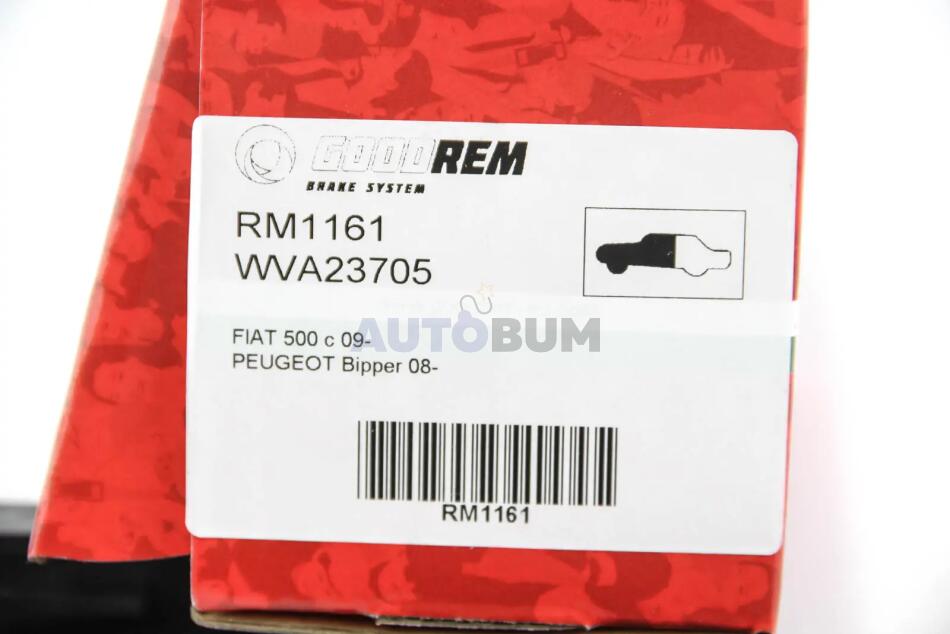 GOODREM
BRAKE SYSTEM
RM1161
WVA23705
FIAT 500 c 09-
AUTOBUM
PEUGEOT Bipper 08-
RM1161